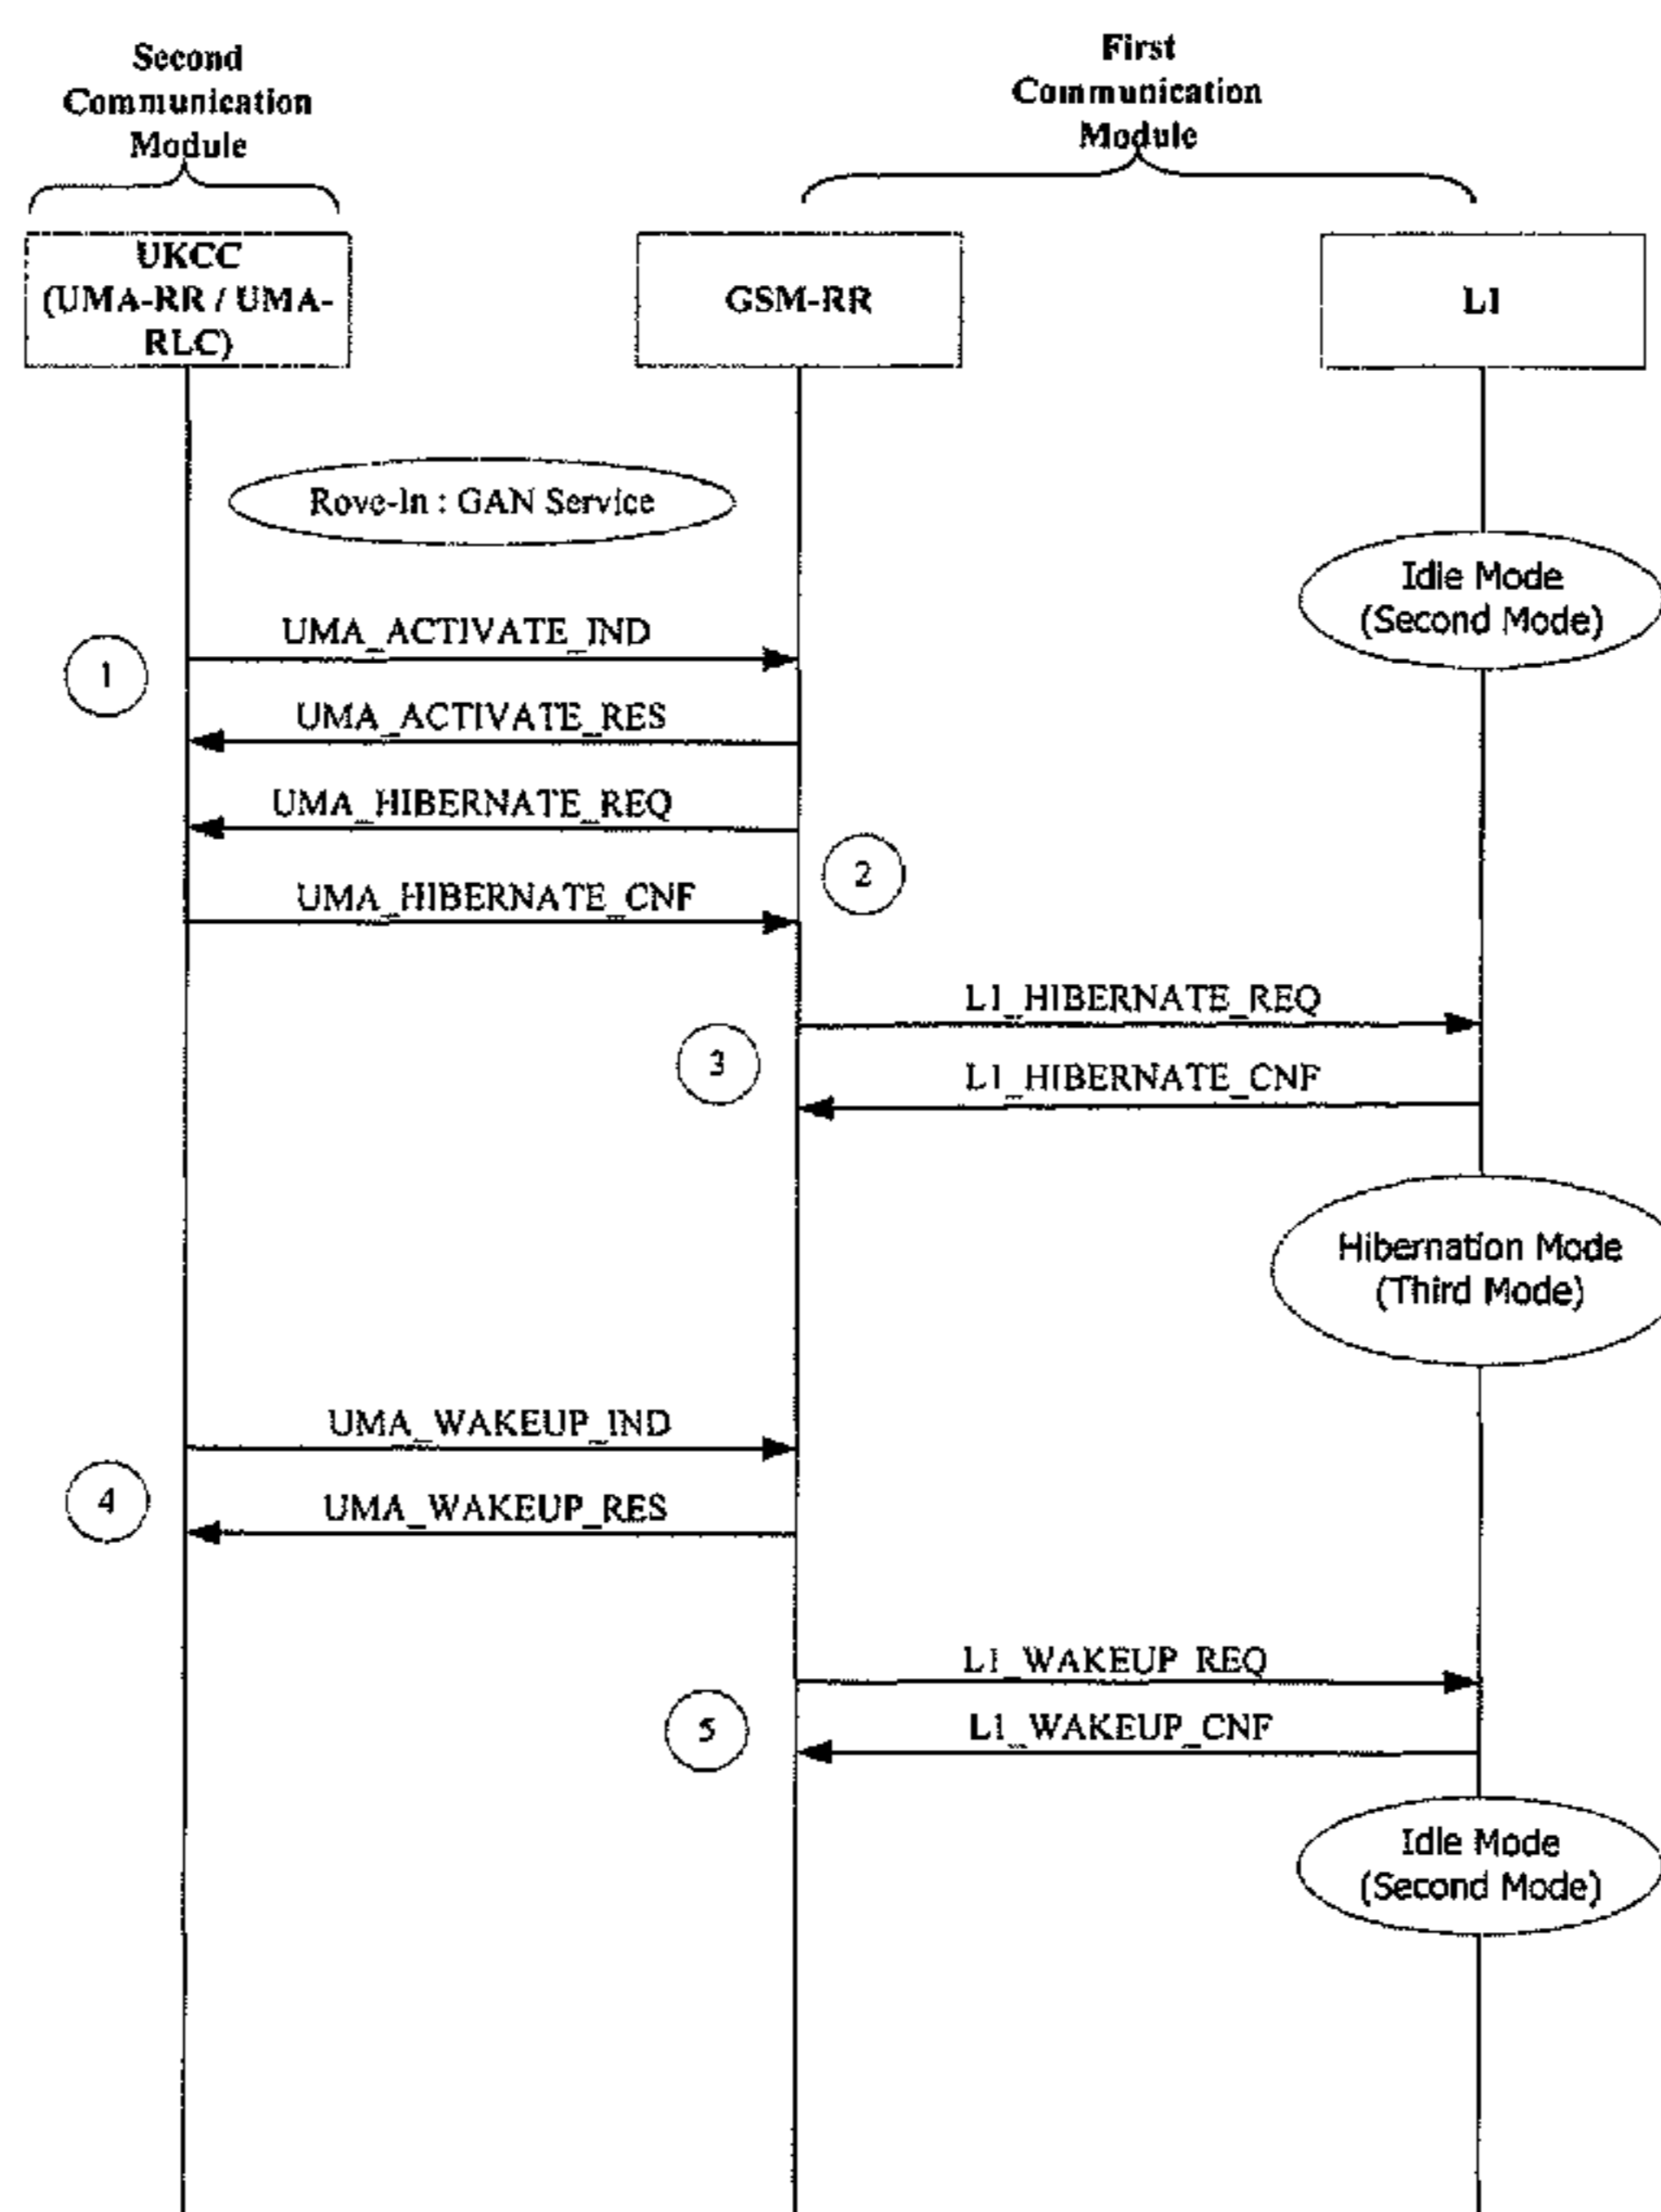 Second
Communication
Module
First
Communication
Module
UKCC
(UMA-RR / UMA-
RLC)
GSM-RR
L1
Rove-In : GAN Service
Idle Mode
(Second Mode)
1
UMA_ACTIVATE_IND
UMA_ACTIVATE_RES
UMA_HIBERNATE_REQ
2
UMA_HIBERNATE_CNF
L1_HIBERNATE_REQ
3
L1_HIBERNATE_CNF
Hibernation Mode
(Third Mode)
UMA_WAKEUP_IND
4
UMA_WAKEUP_RES
L1_WAKEUP_REQ
5
L1_WAKEUP_CNF
Idle Mode
(Second Mode)